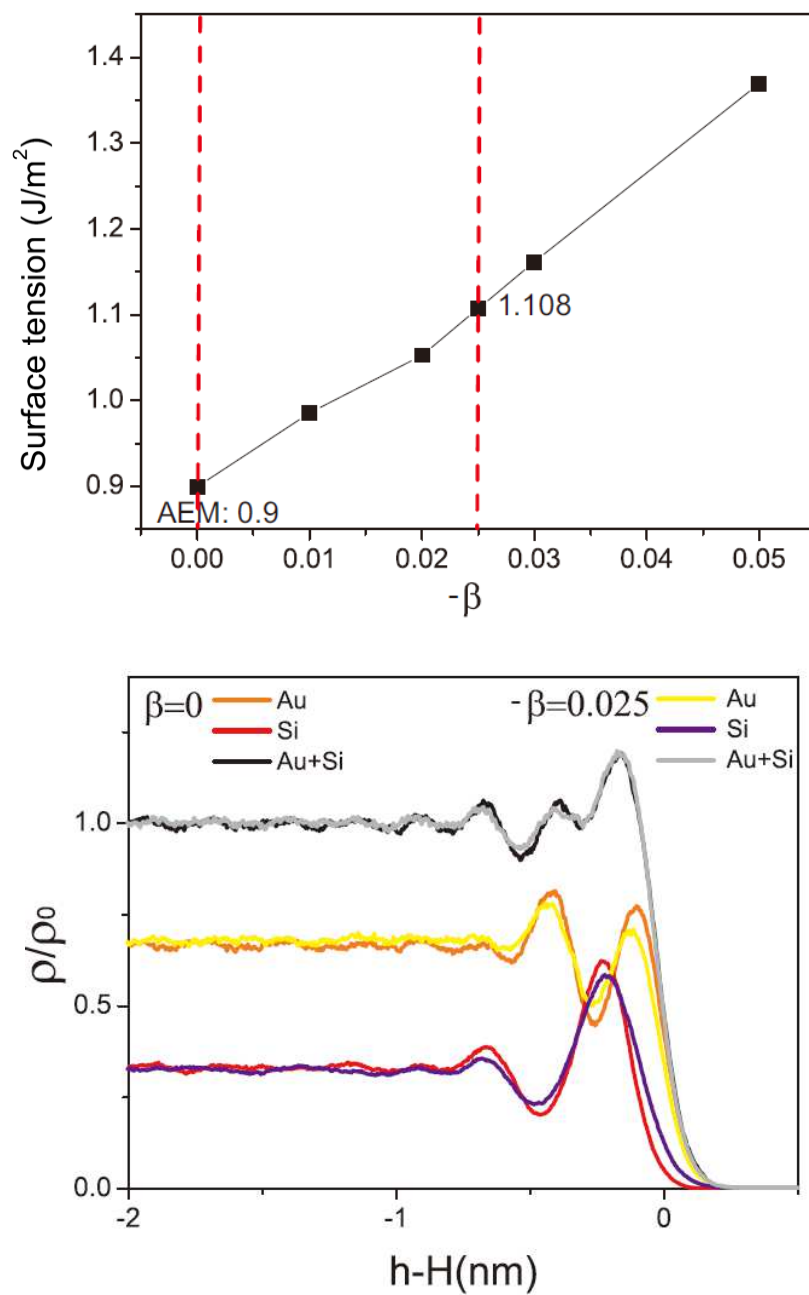 Surface tension (J/m²)
1.4
1.3
1.2
1.1
1.0
0.9
1.108
AEM: 0.9
0.00 0.01 0.02 0.03 0.04 0.05
-β
β=0
Au
Si
Au+Si
-β=0.025
Au
Si
Au+Si
ρ/ρ₀
1.0
0.5
0.0
-2 -1 0
h-H(nm)